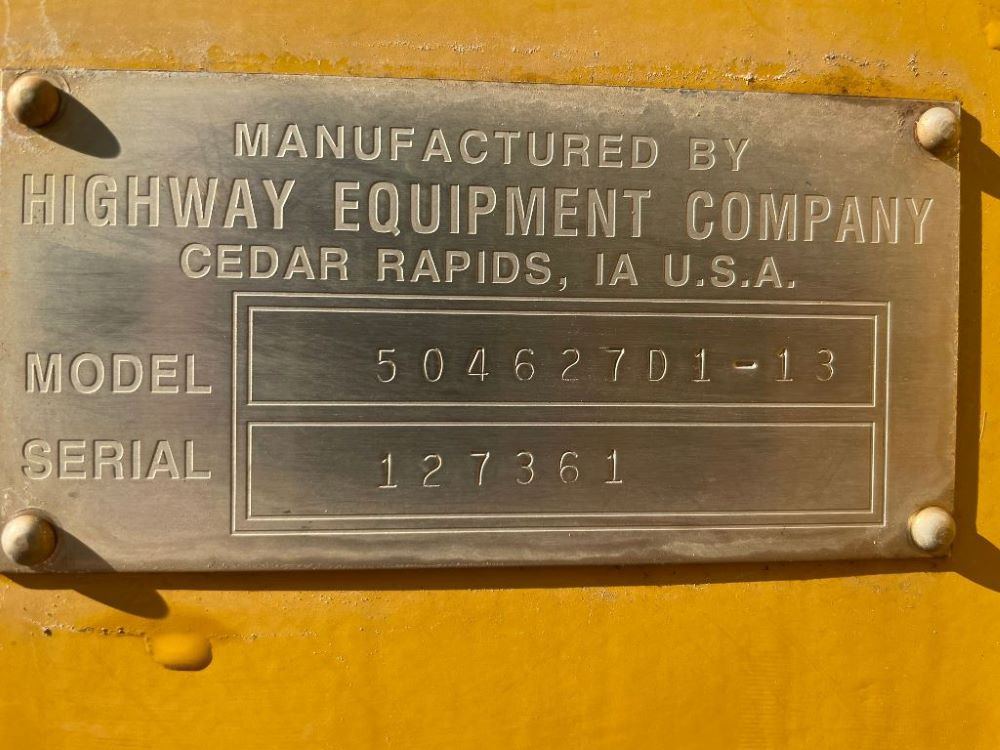 MANUFACTURED BY
HIGHWAY EQUIPMENT COMPANY
CEDAR RAPIDS, IA U.S.A.
MODEL 504627D1-13
SERIAL 127361